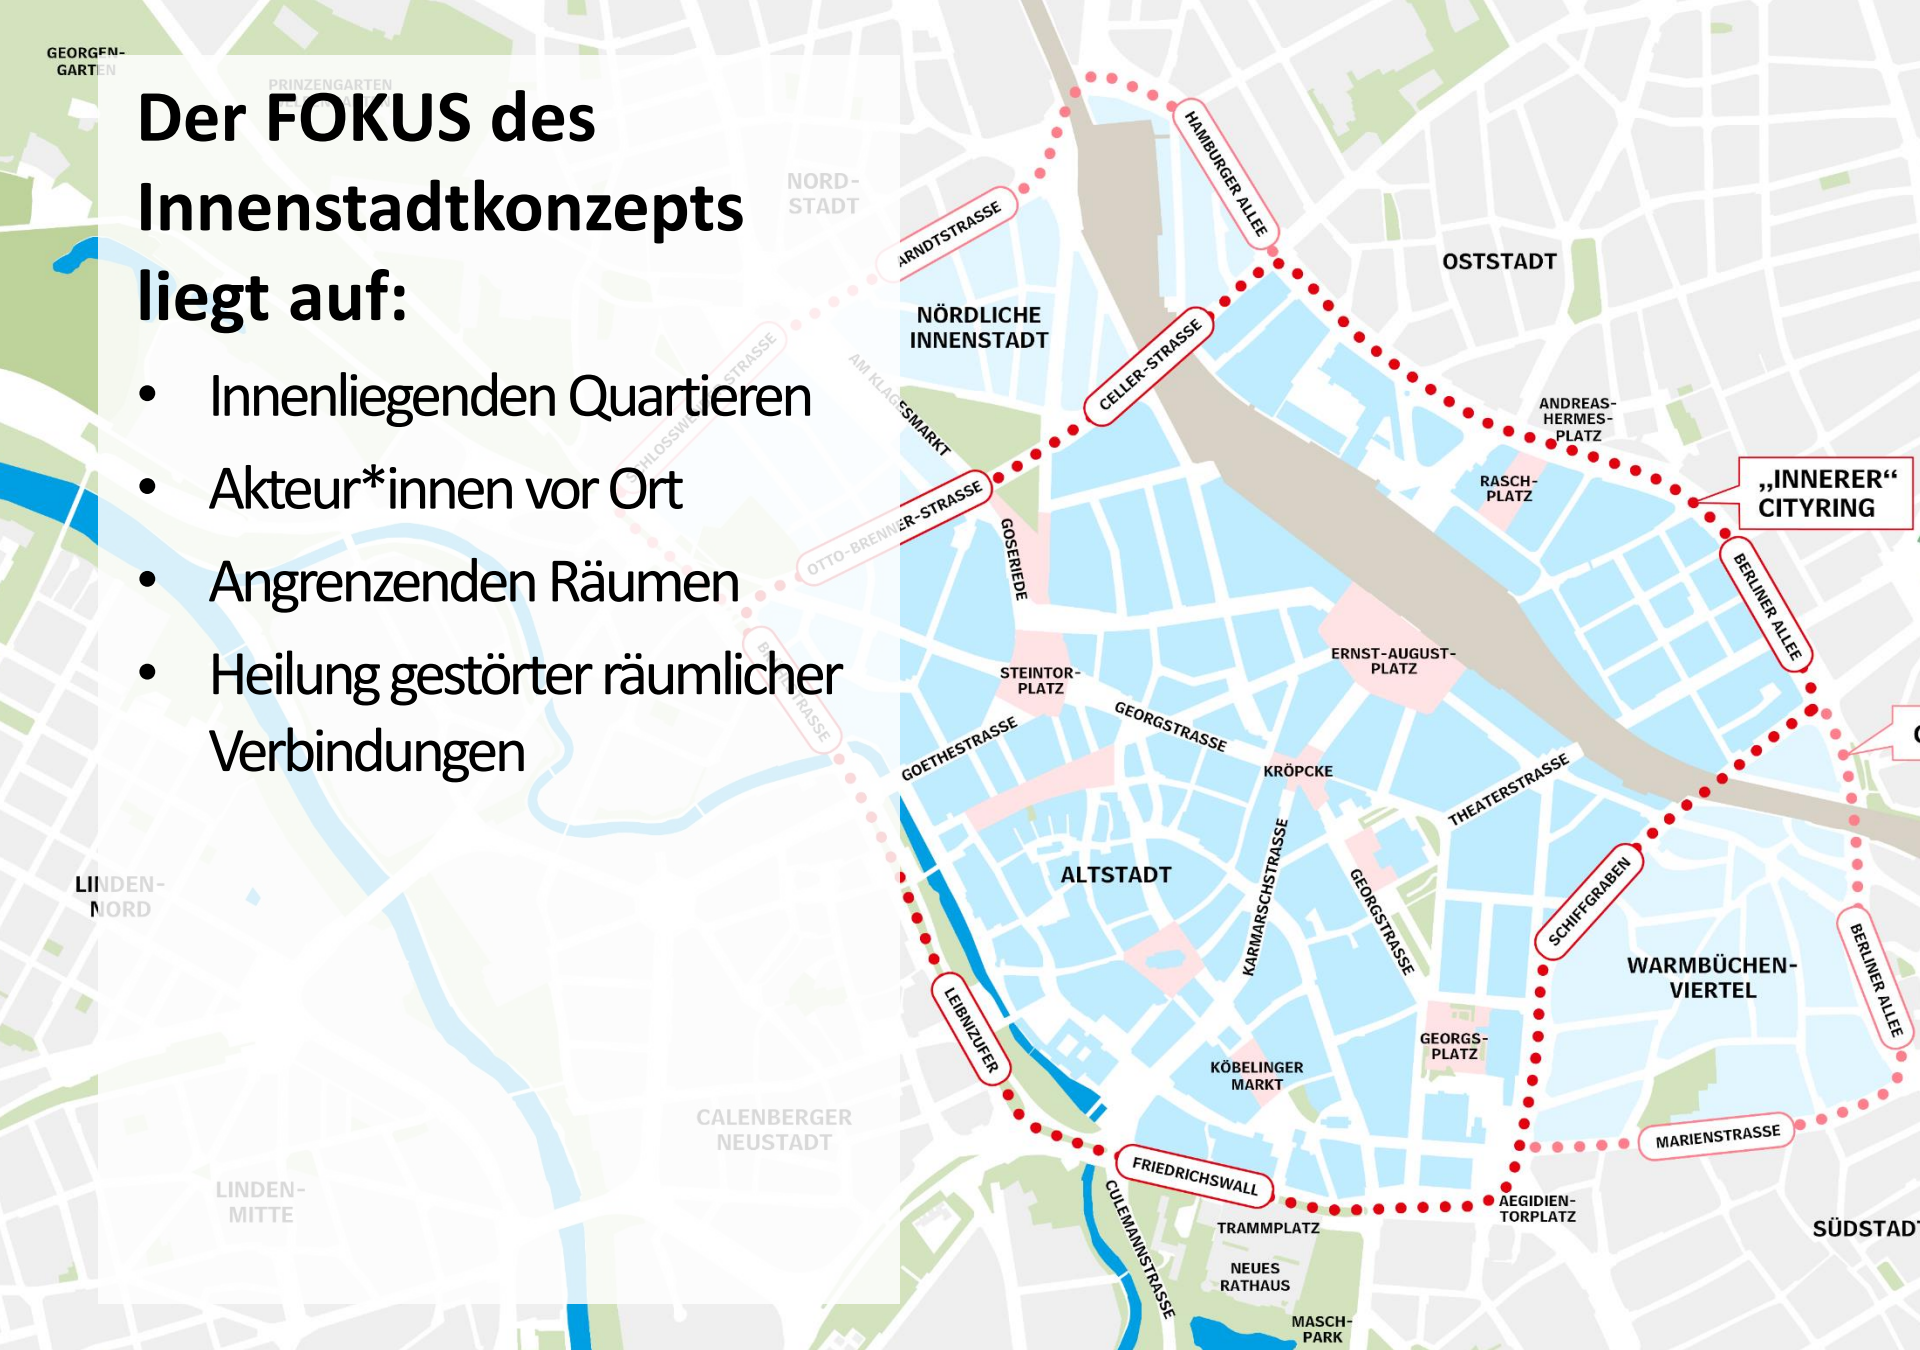 Der FOKUS des
Innenstadtkonzepts
liegt auf:
• Innenliegenden Quartieren
• Akteur*innen vor Ort
• Angrenzenden Räumen
• Heilung gestörter räumlicher
Verbindungen
GEORGEN-
GARTEN
PRINZENGARTEN
NORD-
STADT
ARNDTSTRASSE
HAMBURGER ALLEE
OSTSTADT
NÖRDLICHE
INNENSTADT
CELLER-STRASSE
AM KLAGESMARKT
OTTO-BRENNER-STRASSE
GOSERIEDE
ANDREAS-
HERMES-
PLATZ
RASCH-
PLATZ
„INNERER“
CITYRING
BERLINER ALLEE
ERNST-AUGUST-
PLATZ
STEINTOR-
PLATZ
GEORGSTRASSE
GOETHESTRASSE
KRÖPCKE
THEATERSTRASSE
ALTSTADT
KARMARSCHSTRASSE
GEORGSTRASSE
SCHIFFGRABEN
WARMBÜCHEN-
VIERTEL
BERLINER ALLEE
LINDEN-
NORD
LEIBNIZUFER
GEORGS-
PLATZ
KÖBELINGER
MARKT
CALENBERGER
NEUSTADT
MARIENSTRASSE
FRIEDRICHSWALL
LINDEN-
MITTE
CULEMANNSTRASSE
AEGIDIEN-
TORPLATZ
TRAMMPLATZ
SÜDSTADT
NEUES
RATHAUS
MASCH-
PARK